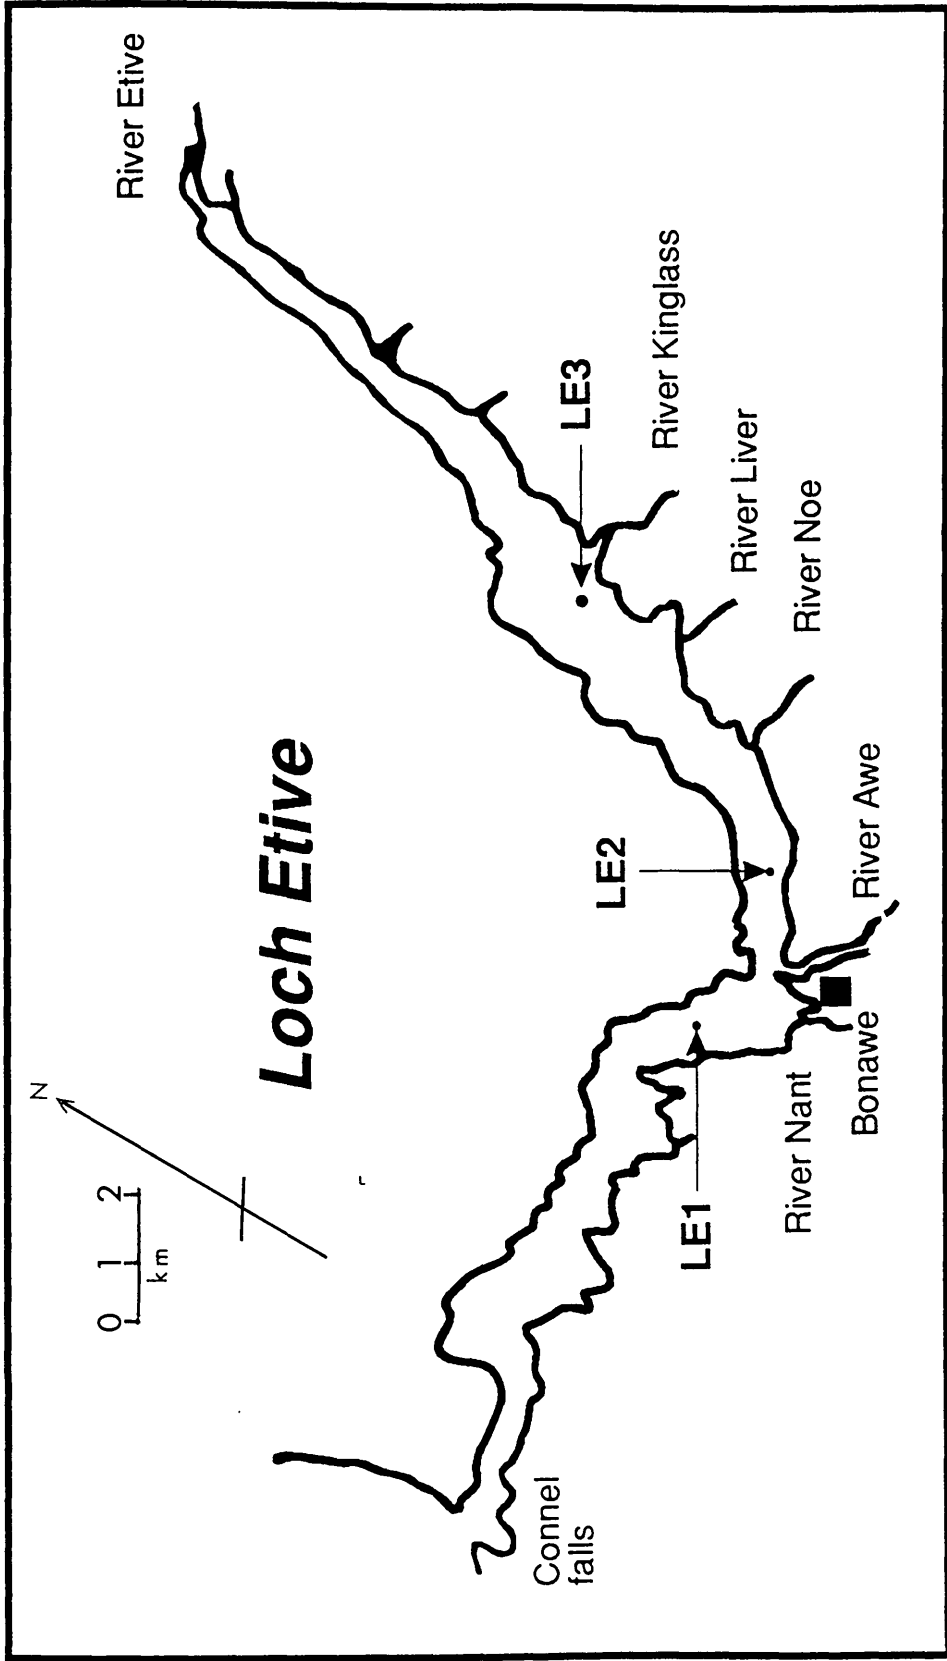 River Etive
LE3
River Kinglass
River Liver
River Noe
Loch Etive
LE2
River Awe
Bonawe
LE1
River Nant
N
0 1 2
km
Connel
falls